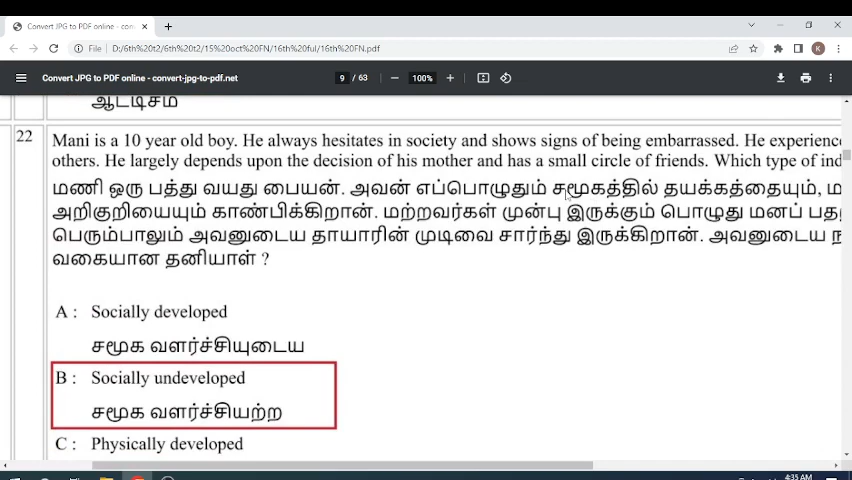 Convert JPG to PDF online - con
File
D:/6th%20t2/6th%20t2/15%20oct%20FN/16th%20ful/16th%20FN.pdf
K
Convert JPG to PDF online - convert-jpg-to-pdf.net
9 / 63
100%
ஆட்டிசம்
22
Mani is a 10 year old boy. He always hesitates in society and shows signs of being embarrassed. He experience
others. He largely depends upon the decision of his mother and has a small circle of friends. Which type of ind
மணி ஒரு பத்து வயது பையன். அவன் எப்பொழுதும் சமூகத்தில் தயக்கத்தையும்,
அறிகுறியையும் காண்பிக்கிறான். மற்றவர்கள் முன்பு இருக்கும் பொழுது மனப்
பெரும்பாலும் அவனுடைய தாயாரின் முடிவை சார்ந்து இருக்கிறான். அவனுடைய ந
வகையான தனியாள் ?
A : Socially developed
சமூக வளர்ச்சியுடைய
B : Socially undeveloped
சமூக வளர்ச்சியற்ற
C : Physically developed
4:35 AM